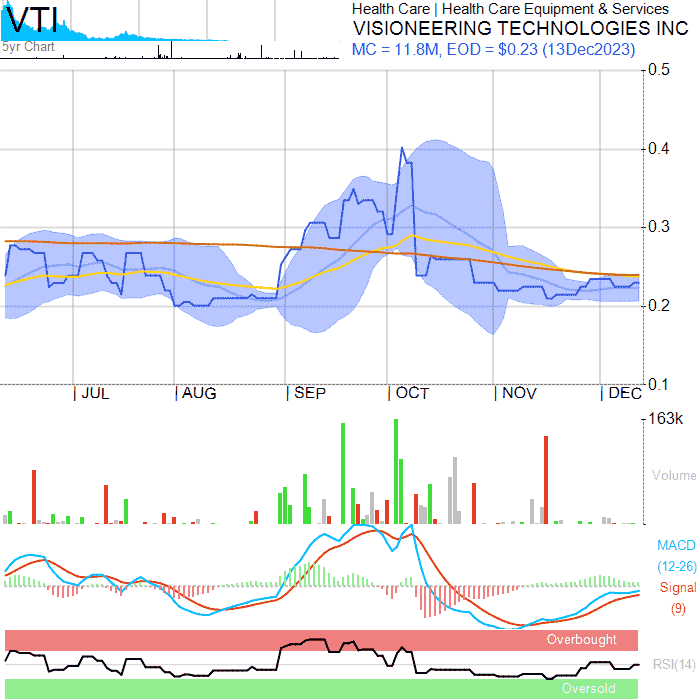 VTI
5yr Chart
Health Care | Health Care Equipment & Services
VISIONEERING TECHNOLOGIES INC
MC = 11.8M, EOD = $0.23 (13Dec2023)
0.5
0.4
0.3
0.2
0.1
| JUL | AUG | SEP | OCT | NOV | DEC
163k
Volume
MACD
(12-26)
Signal
(9)
Overbought
RSI(14)
Oversold